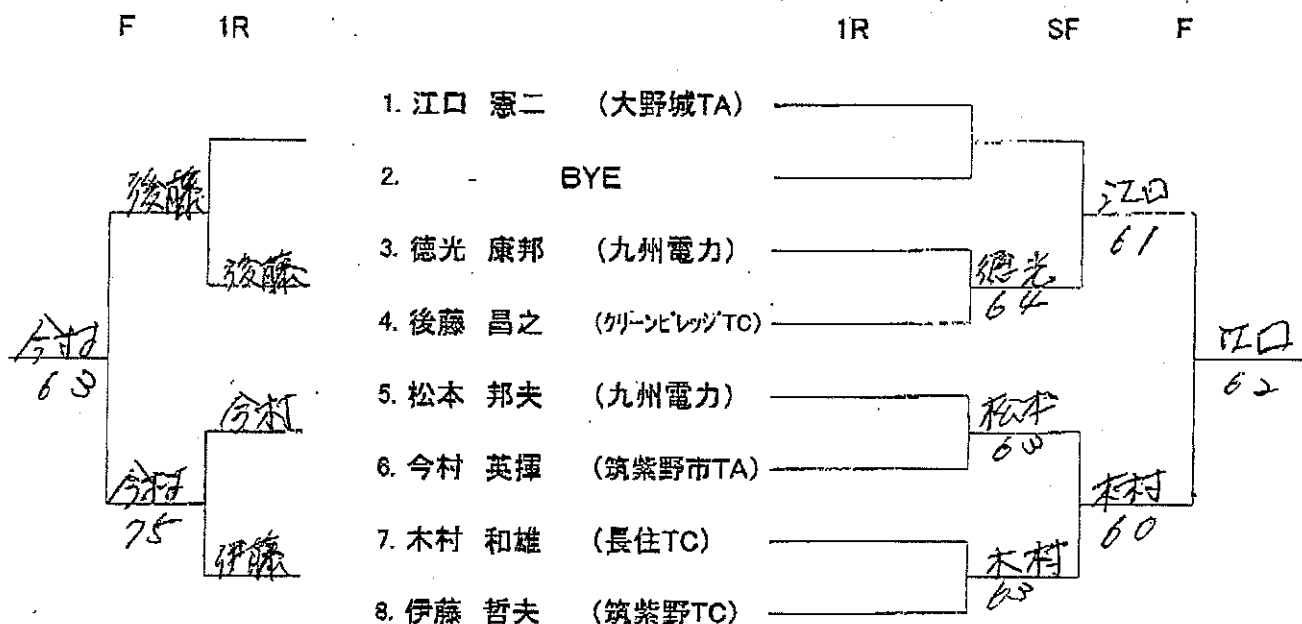 F 1R 1R SF F
1. 江口 憲二 (大野城TA)
2. - BYE
後藤
江口
61
3. 徳光 康邦 (九州電力)
後藤
徳光
64
4. 後藤 昌之 (グリーンビレッジTC)
今村
63
江口
62
5. 松本 邦夫 (九州電力)
今村
松本
63
6. 今村 英揮 (筑紫野市TA)
今村
75
木村
60
7. 木村 和雄 (長住TC)
伊藤
木村
63
8. 伊藤 哲夫 (筑紫野TC)